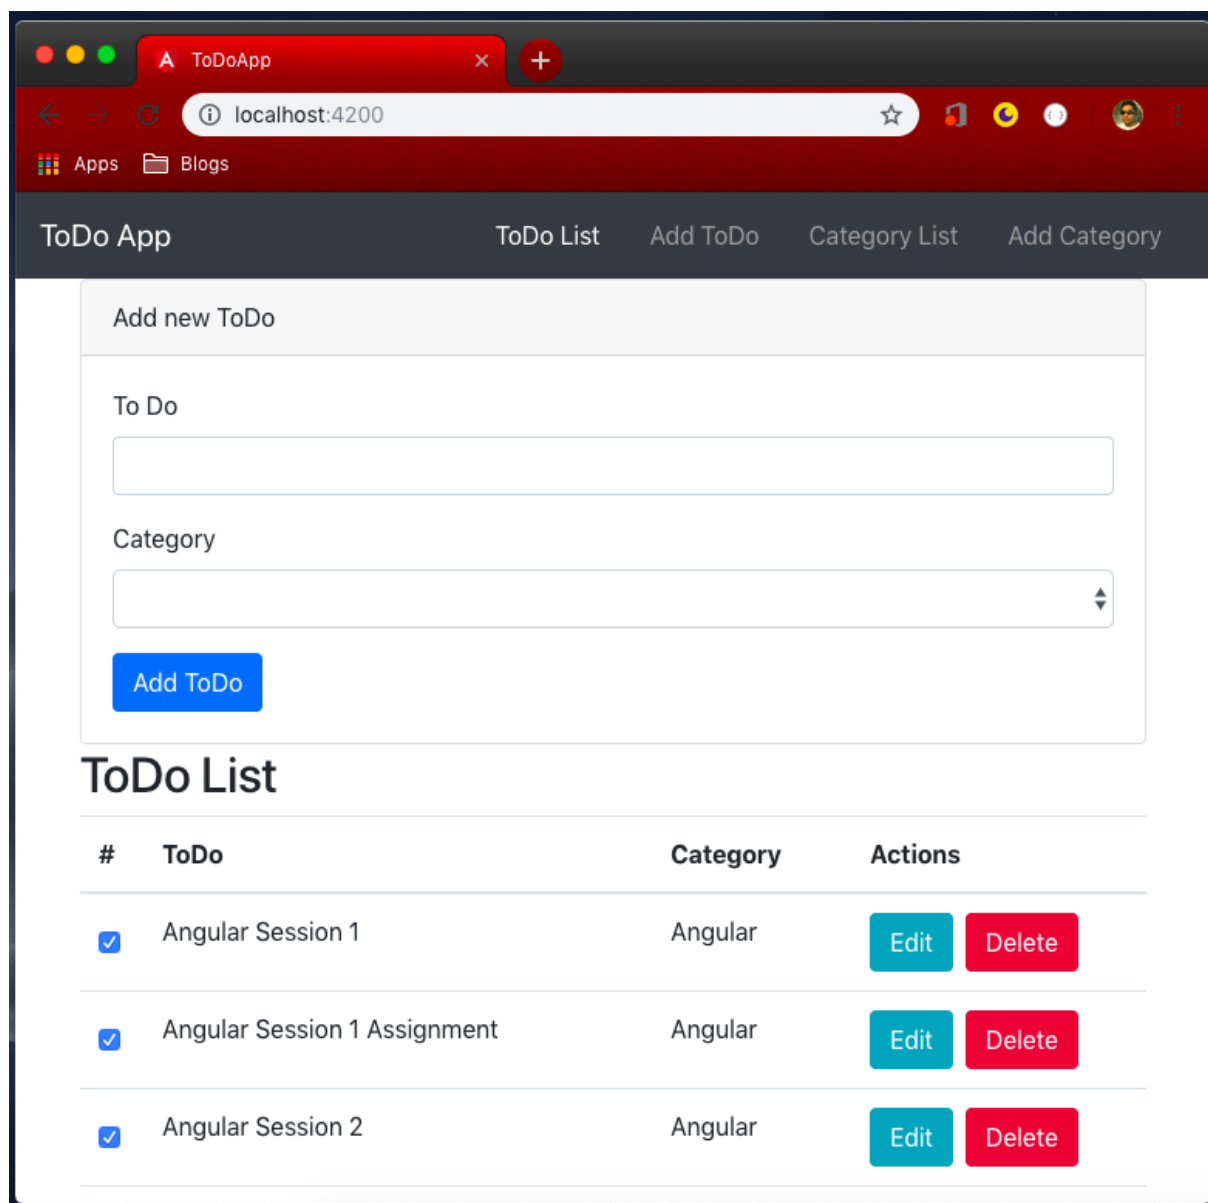 ToDoApp
localhost:4200
Apps Blogs
ToDo App ToDo List Add ToDo Category List Add Category
Add new ToDo
To Do
Category
Add ToDo
ToDo List
# ToDo Category Actions
Angular Session 1 Angular Edit Delete
Angular Session 1 Assignment Angular Edit Delete
Angular Session 2 Angular Edit Delete